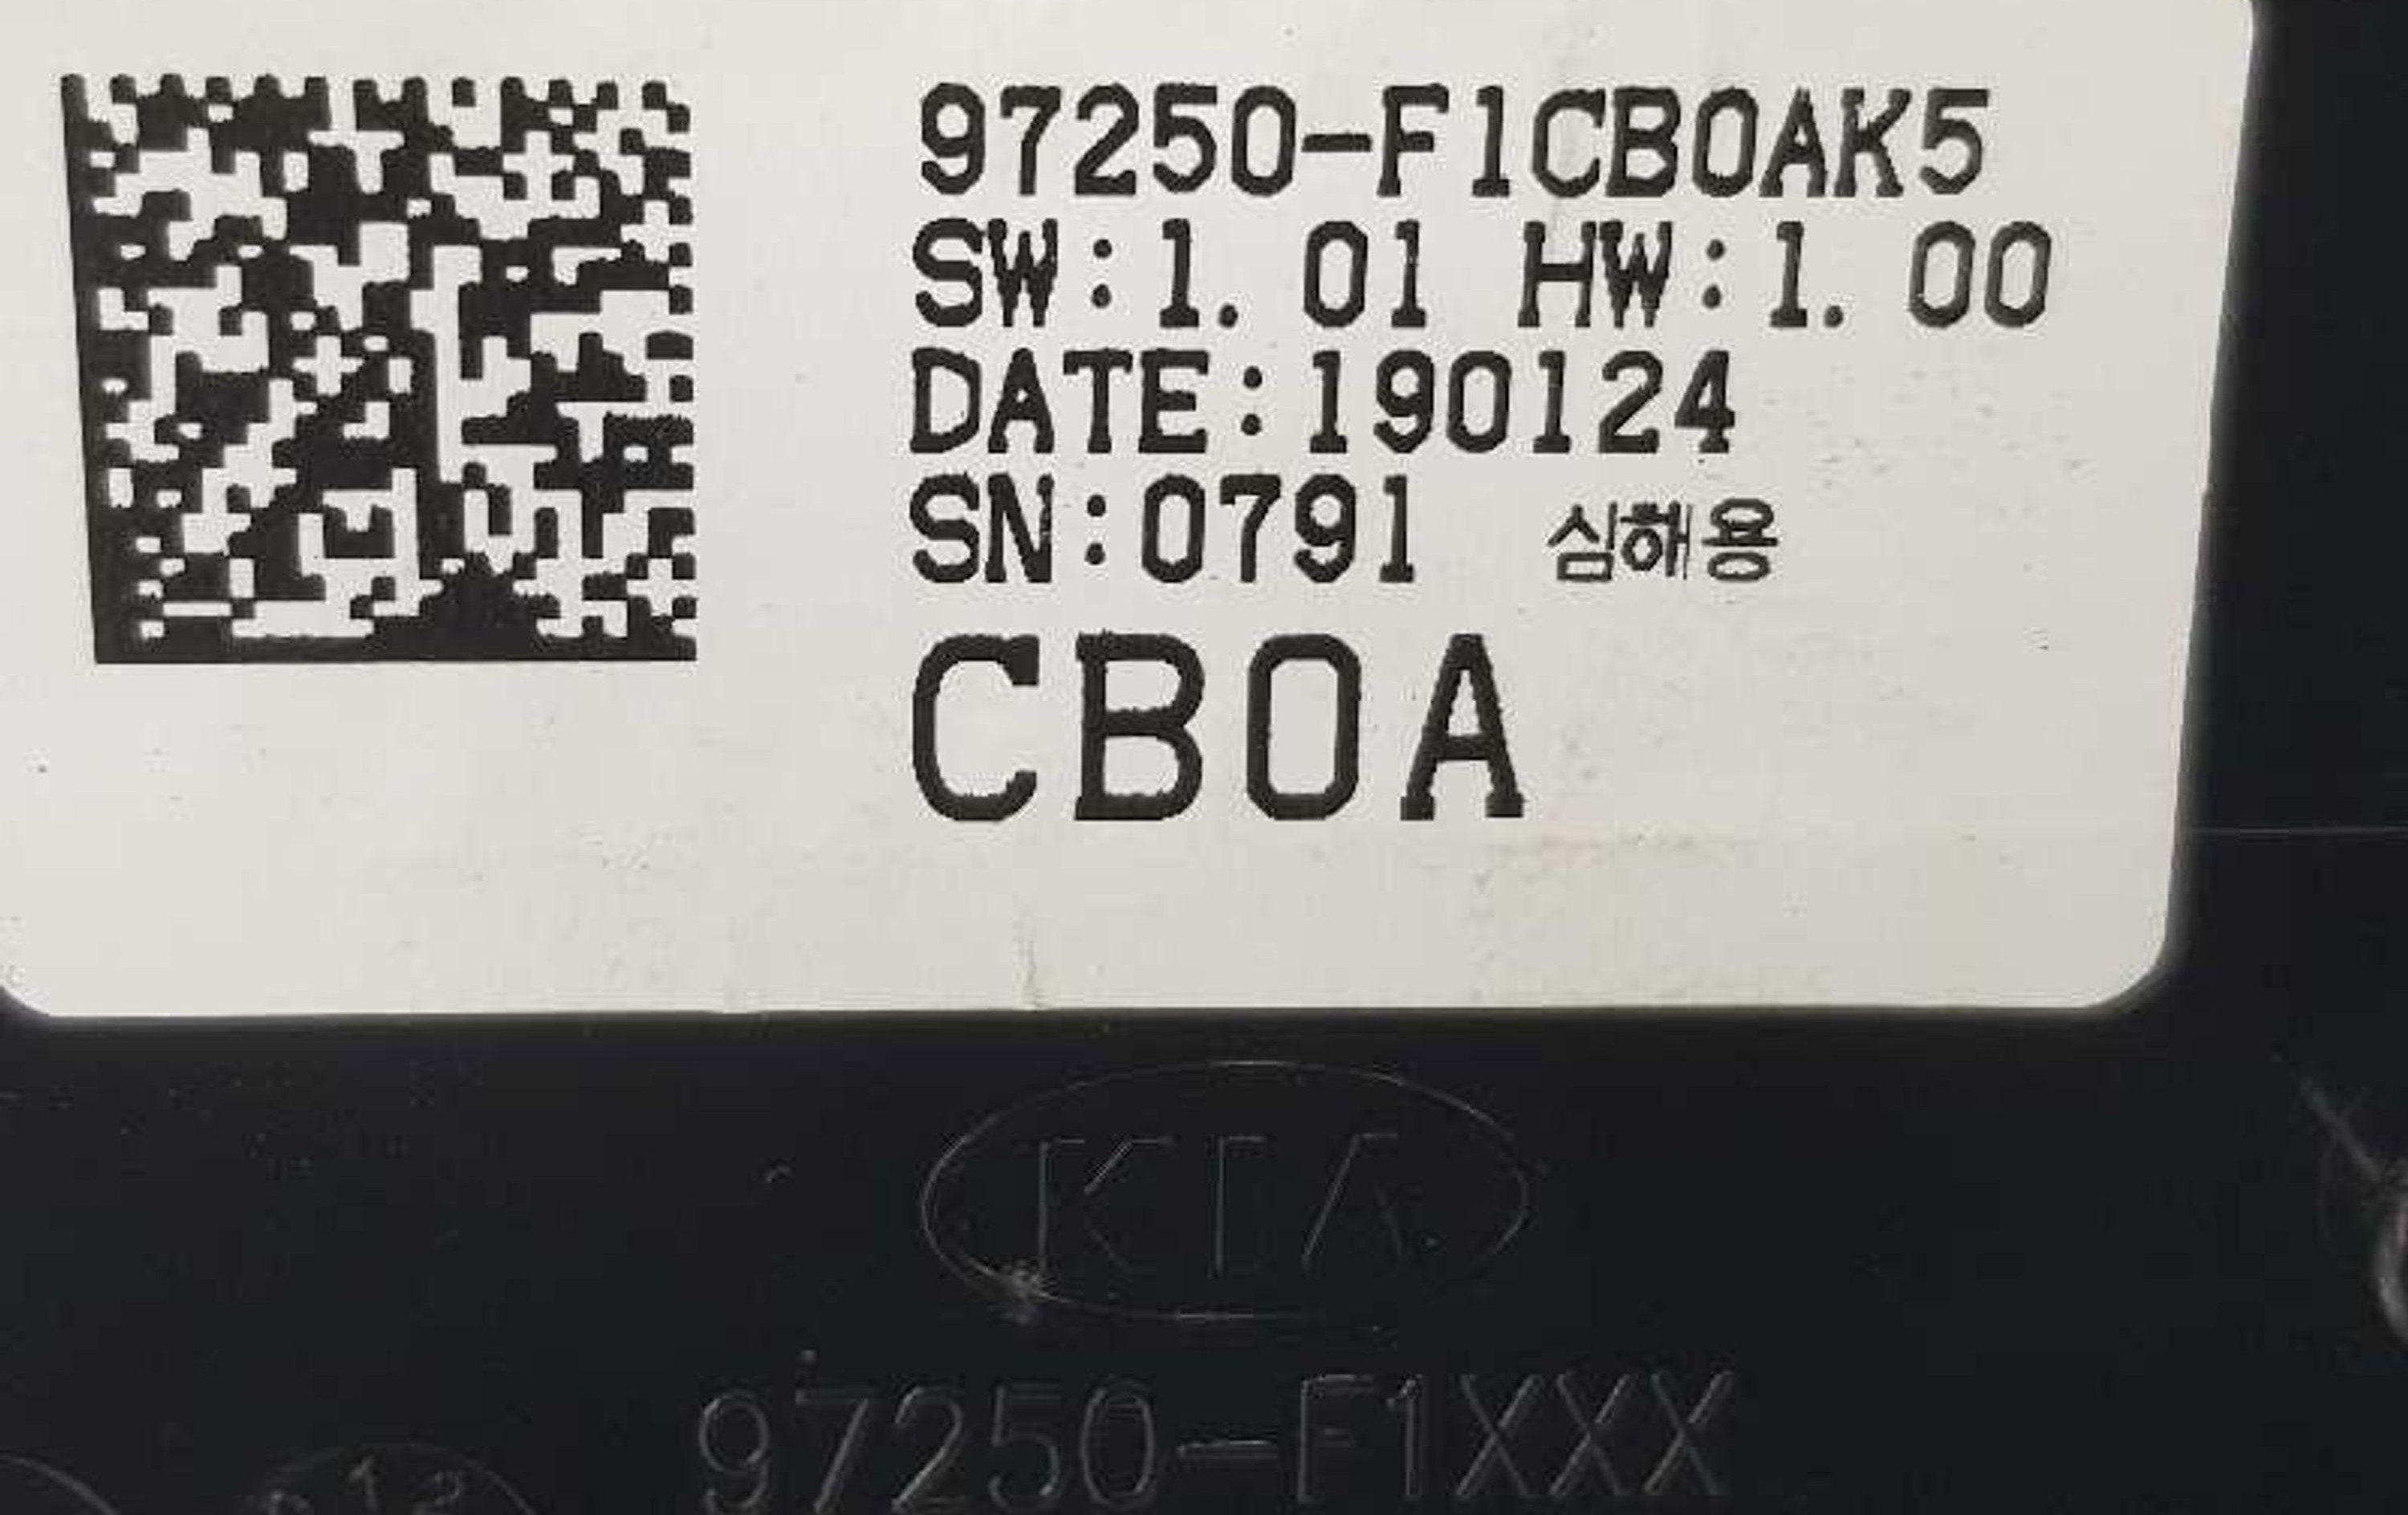 97250-F1CB0AK5
SW:1.01 HW:1.00
DATE:190124
SN:0791 심해용
CB0A
KIA
97250-F1XXX